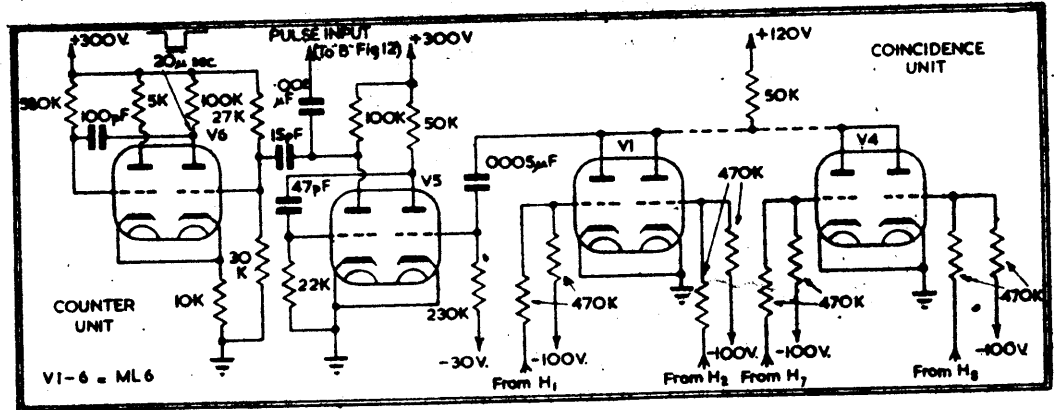 +300V.
20μ sec.
PULSE INPUT
(To "B" Fig 12)
+300V
+120V
COINCIDENCE
UNIT
100pF
5K
100K
27K
V6
15pF
μF
100K
50K
50K
47pF
V5
.0005μF
V1
470K
V4
30
K
10K
22K
230K
470K
470K
470K
COUNTER
UNIT
-30V.
-100V.
-100V.
-100V.
-100V.
From H1
From H2
From H7
From H8
V1-6 = ML6